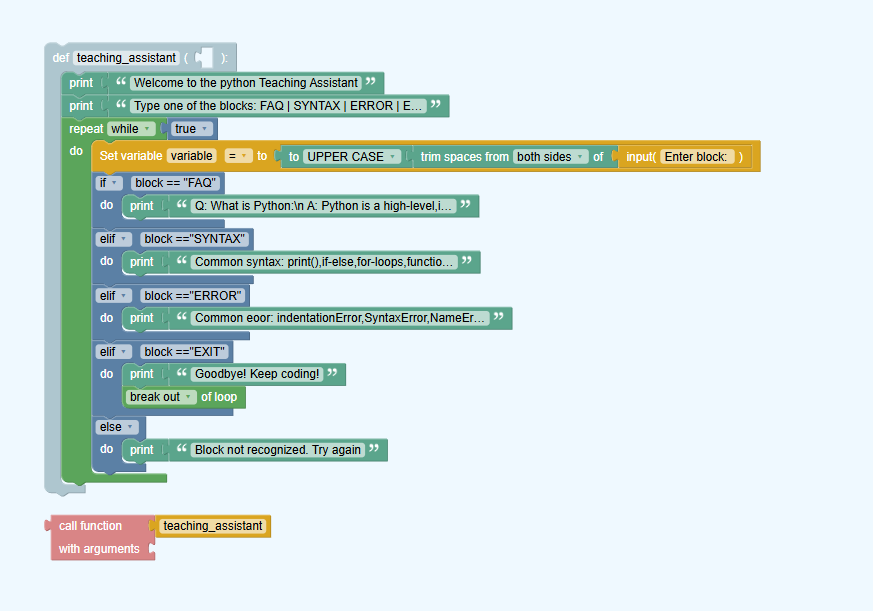 def teaching_assistant ( ):
print “ Welcome to the python Teaching Assistant ”
print “ Type one of the blocks: FAQ | SYNTAX | ERROR | E... ”
repeat while true
do Set variable variable = to to UPPER CASE trim spaces from both sides of input( Enter block: )
if block == "FAQ"
do print “ Q: What is Python:\n A: Python is a high-level,i... ”
elif block =="SYNTAX"
do print “ Common syntax: print(),if-else,for-loops,functio... ”
elif block =="ERROR"
do print “ Common eoor: indentationError,SyntaxError,NameEr... ”
elif block =="EXIT"
do print “ Goodbye! Keep coding! ”
break out of loop
else
do print “ Block not recognized. Try again ”
call function teaching_assistant
with arguments